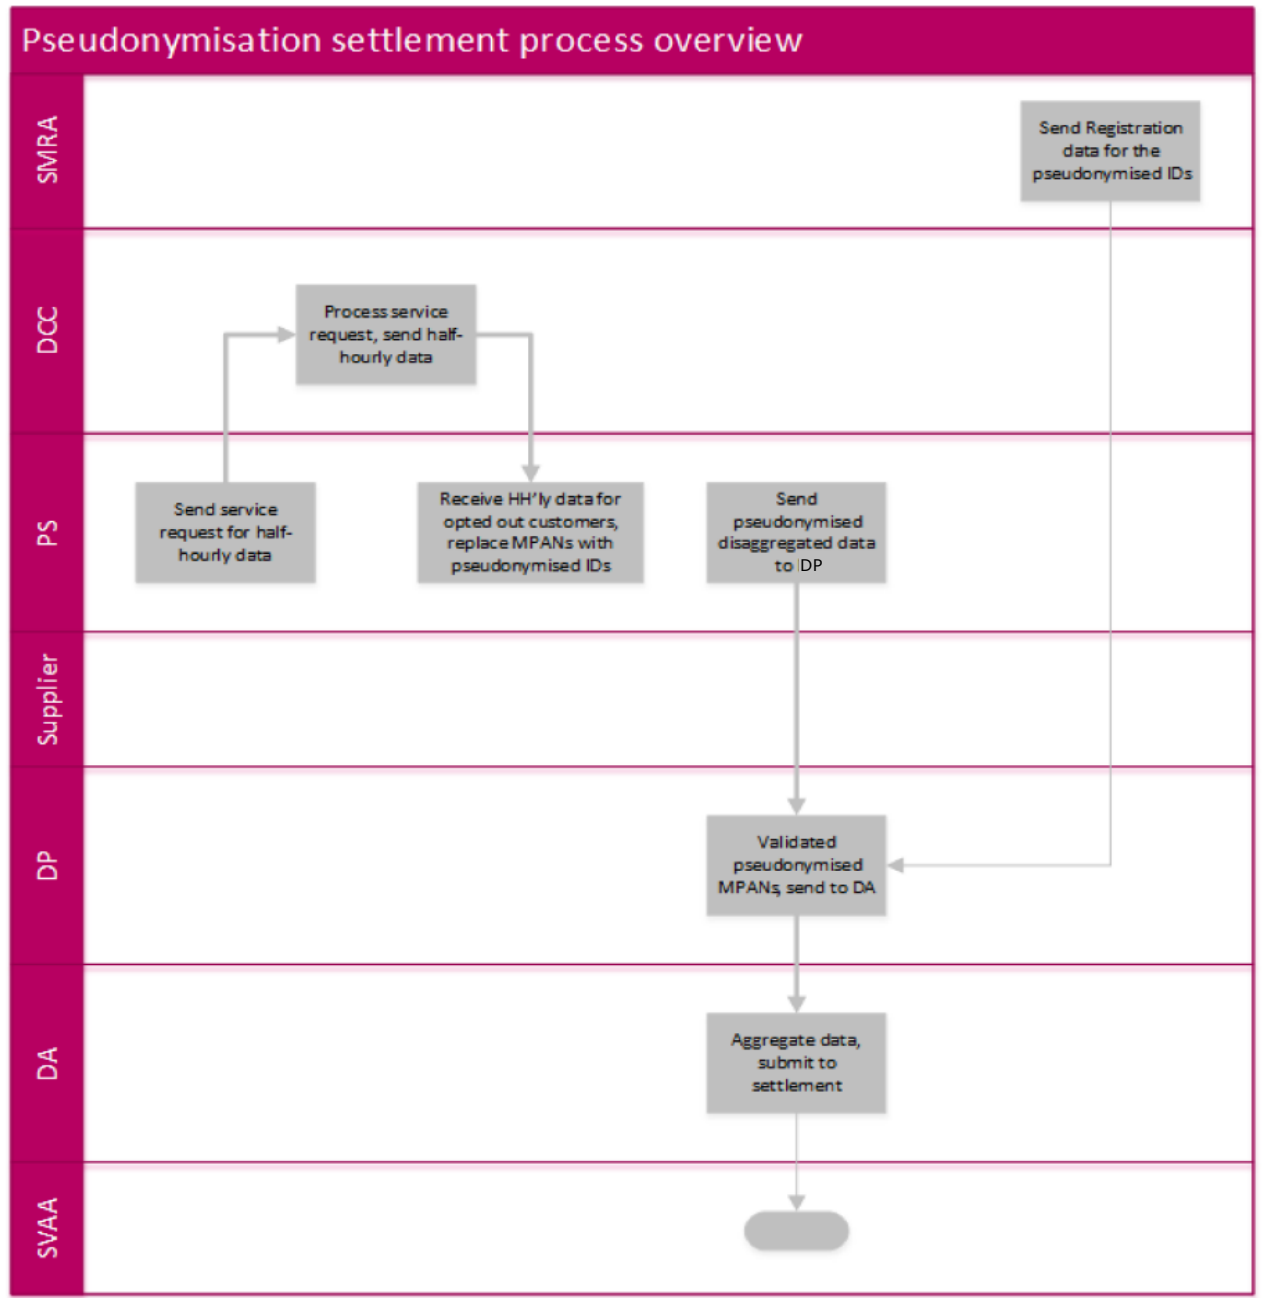 Pseudonymisation settlement process overview
SMRA
Send Registration
data for the
pseudonymised IDs
DCC
Process service
request, send half-
hourly data
PS
Send service
request for half-
hourly data
Receive HH'ly data for
opted out customers,
replace MPANs with
pseudonymised IDs
Send
pseudonymised
disaggregated data
to DP
Supplier
DP
Validated
pseudonymised
MPANs, send to DA
DA
Aggregate data,
submit to
settlement
SVAA